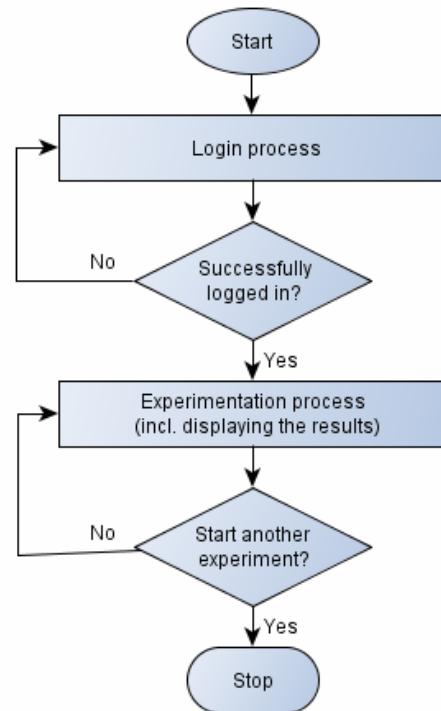 Start
Login process
No
Successfully
logged in?
Yes
Experimentation process
(incl. displaying the results)
No
Start another
experiment?
Yes
Stop